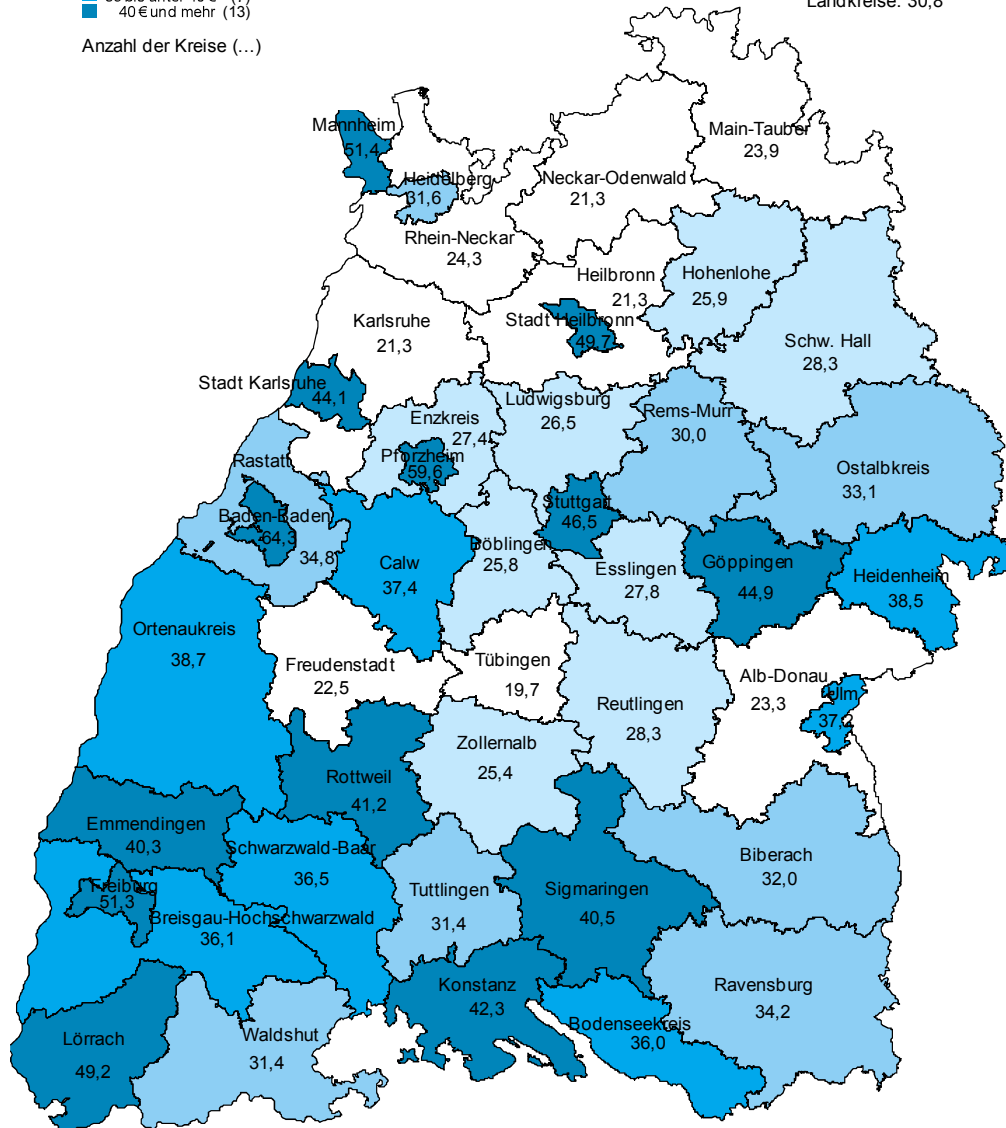 40 € und mehr (13)
Landkreise: 30,8
Anzahl der Kreise (…)
Mannheim
51,4
Main-Tauber
23,9
Heidelberg
31,6
Neckar-Odenwald
21,3
Rhein-Neckar
24,3
Heilbronn
21,3
Hohenlohe
25,9
Karlsruhe
21,3
Stadt Heilbronn
49,7
Schw. Hall
28,3
Stadt Karlsruhe
44,1
Enzkreis
27,4
Ludwigsburg
26,5
Rems-Murr
30,0
Pforzheim
59,6
Ostalbkreis
33,1
Rastatt
34,8
Baden-Baden
64,3
Stuttgart
46,5
Calw
37,4
Böblingen
25,8
Esslingen
27,8
Göppingen
44,9
Heidenheim
38,5
Ortenaukreis
38,7
Freudenstadt
22,5
Tübingen
19,7
Reutlingen
28,3
Alb-Donau
23,3
Ulm
37,2
Zollernalb
25,4
Rottweil
41,2
Emmendingen
40,3
Schwarzwald-Baar
36,5
Biberach
32,0
Freiburg
51,3
Tuttlingen
31,4
Sigmaringen
40,5
Breisgau-Hochschwarzwald
36,1
Konstanz
42,3
Ravensburg
34,2
Bodenseekreis
36,0
Lörrach
49,2
Waldshut
31,4